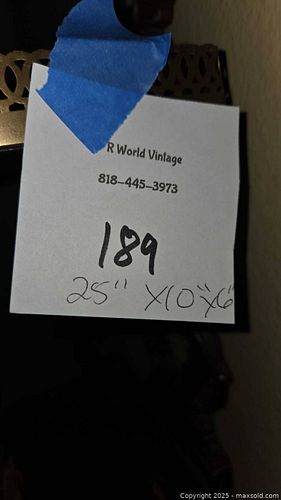 R World Vintage
818-445-3973
189
25" X10"X6"
Copyright 2025 - maxsold.com